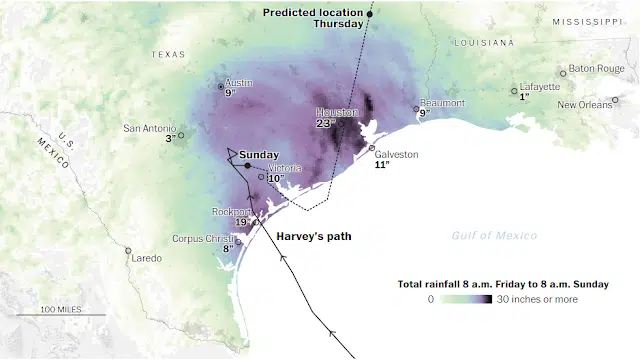 Predicted location
Thursday
MISSISSIPPI
TEXAS
LOUISIANA
Baton Rouge
Austin
9"
Lafayette
1"
New Orleans
Beaumont
9"
Houston
23"
San Antonio
3"
U.S.
MEXICO
Sunday
Galveston
11"
Victoria
10"
Rockport
19"
Harvey's path
Gulf of Mexico
Corpus Christi
8"
Laredo
Total rainfall 8 a.m. Friday to 8 a.m. Sunday
0 30 inches or more
100 MILES